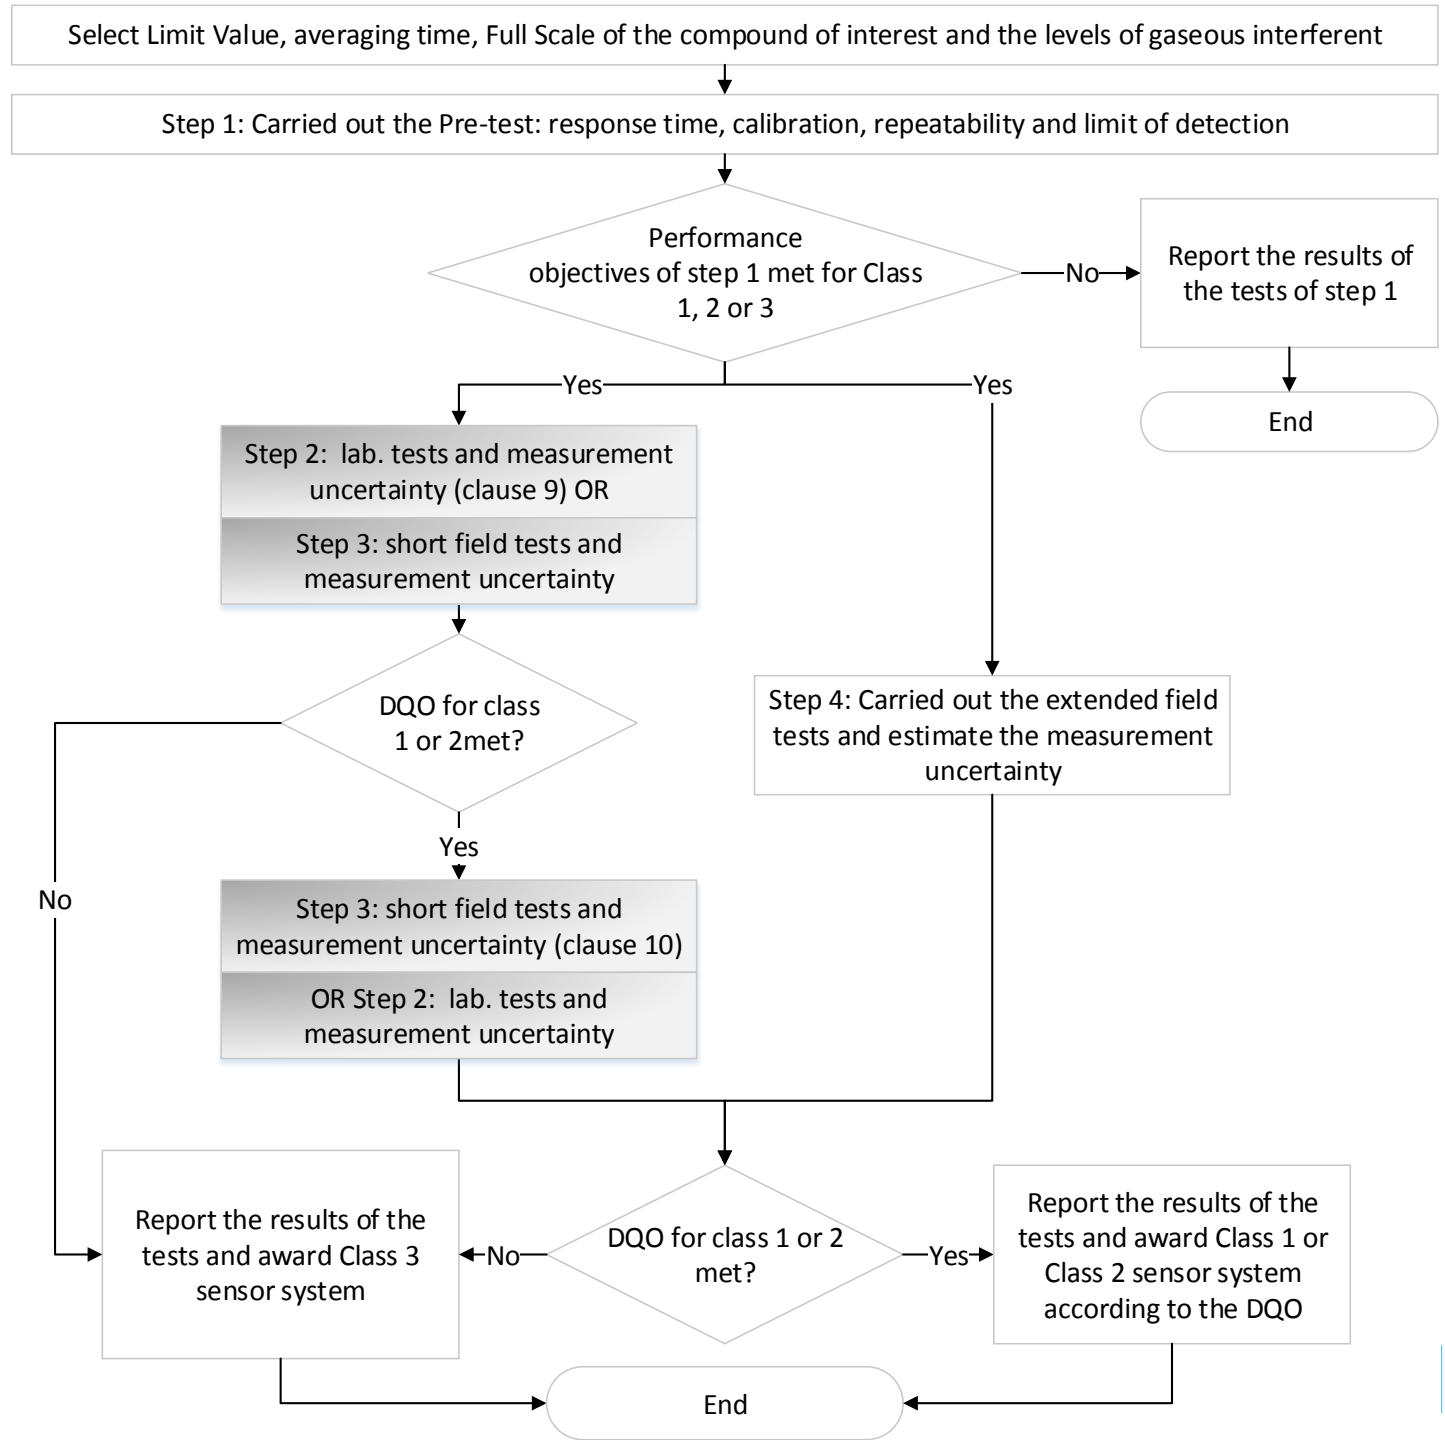 Select Limit Value, averaging time, Full Scale of the compound of interest and the levels of gaseous interferent
Step 1: Carried out the Pre-test: response time, calibration, repeatability and limit of detection
Performance
objectives of step 1 met for Class
1, 2 or 3
No
Report the results of
the tests of step 1
End
Yes
Yes
Step 2:  lab. tests and measurement
uncertainty (clause 9) OR
Step 3: short field tests and
measurement uncertainty
DQO for class
1 or 2met?
Step 4: Carried out the extended field
tests and estimate the measurement
uncertainty
Yes
No
Step 3: short field tests and
measurement uncertainty (clause 10)
OR Step 2:  lab. tests and
measurement uncertainty
Report the results of the
tests and award Class 3
sensor system
No
DQO for class 1 or 2
met?
Yes
Report the results of the
tests and award Class 1 or
Class 2 sensor system
according to the DQO
End